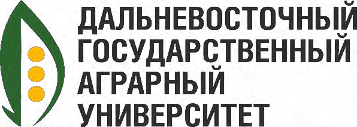 ДАЛЬНЕВОСТОЧНЫЙ
ГОСУДАРСТВЕННЫЙ
АГРАРНЫЙ
УНИВЕРСИТЕТ